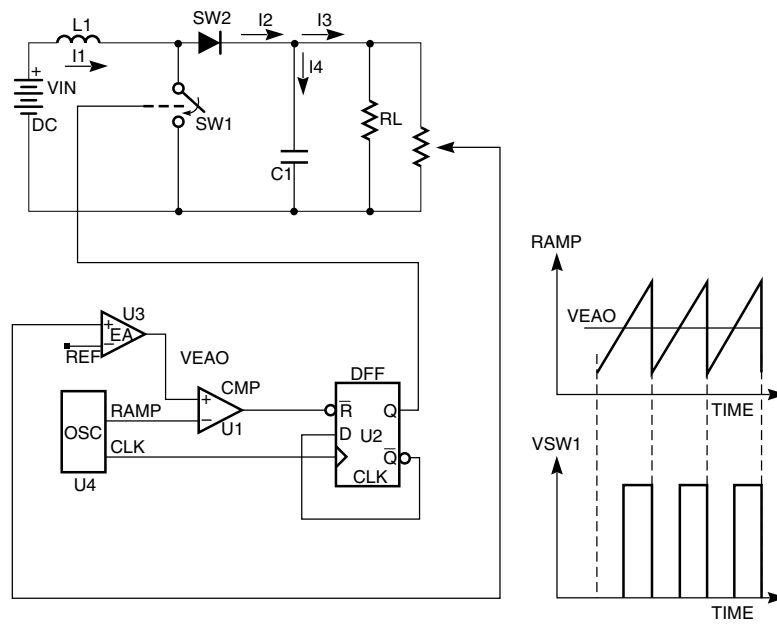 L1
SW2
I2
I3
I1
I4
+
VIN
DC
SW1
RL
C1
RAMP
VEAO
TIME
VSW1
TIME
U3
+
EA
–
REF
VEAO
CMP
+
–
U1
OSC
RAMP
CLK
U4
DFF
R
Q
D
U2
Q
CLK